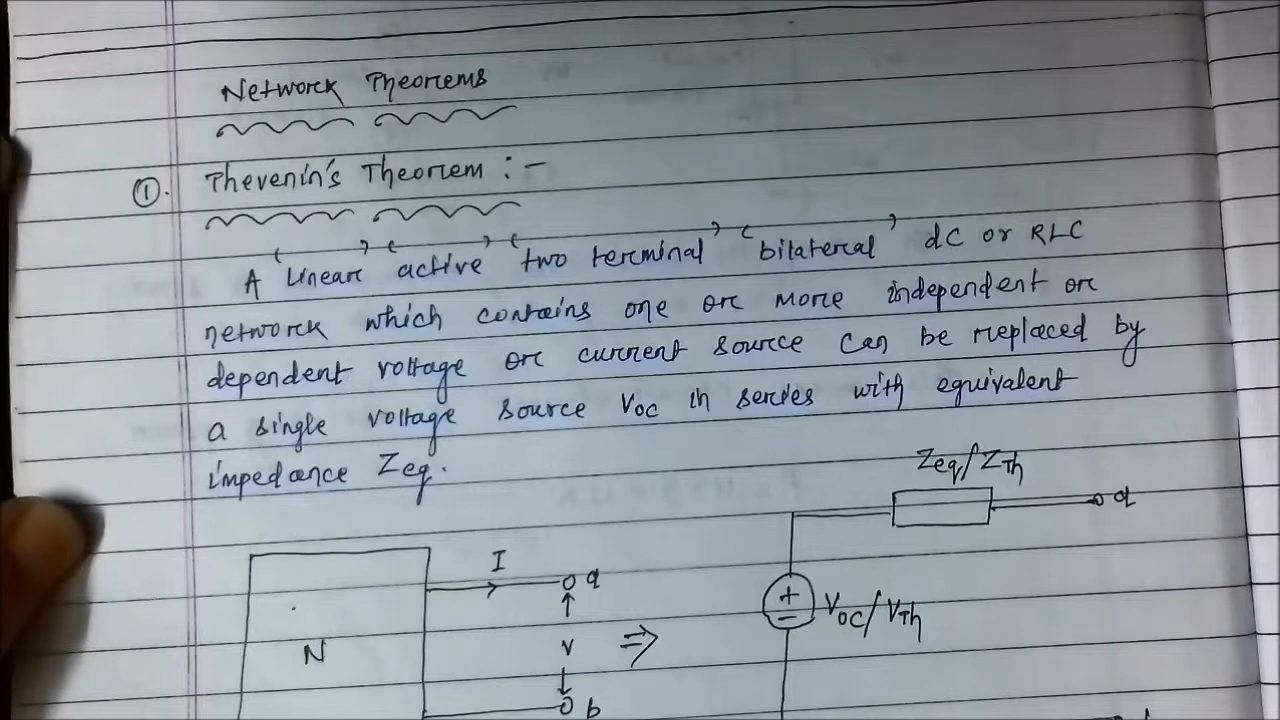 Network Theorems
①. Thevenin's Theorem :-
A "linear" "active" "two terminal" "bilateral" dC or RLC
network which contains one or more independent or
dependent voltage or current source can be replaced by
a single voltage source Voc in series with equivalent
impedance Zeq.
Zeq/ZTh
a
I
a
+
-
Voc/VTh
N
V
⇒
b